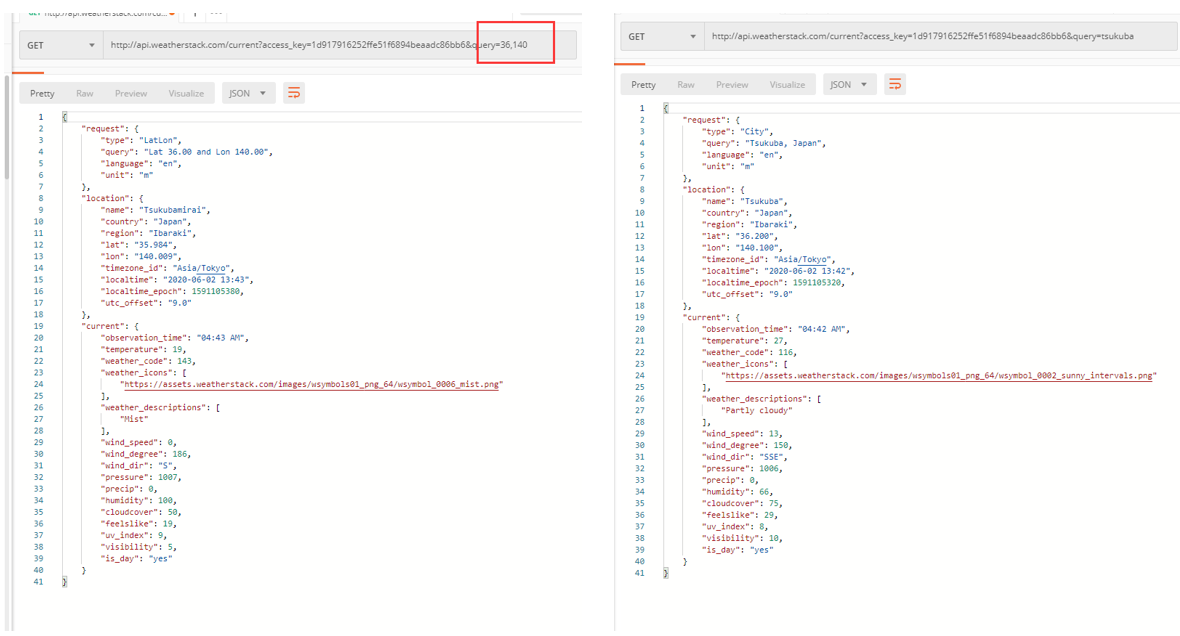 GET http://api.weatherstack.com/cu...
GET
http://api.weatherstack.com/current?access_key=1d917916252ffe51f6894beaadc86bb6&query=36,140
Pretty Raw Preview Visualize JSON
1 {
2 "request": {
3 "type": "LatLon",
4 "query": "Lat 36.00 and Lon 140.00",
5 "language": "en",
6 "unit": "m"
7 },
8 "location": {
9 "name": "Tsukubamirai",
10 "country": "Japan",
11 "region": "Ibaraki",
12 "lat": "35.984",
13 "lon": "140.009",
14 "timezone_id": "Asia/Tokyo",
15 "localtime": "2020-06-02 13:43",
16 "localtime_epoch": 1591105380,
17 "utc_offset": "9.0"
18 },
19 "current": {
20 "observation_time": "04:43 AM",
21 "temperature": 19,
22 "weather_code": 143,
23 "weather_icons": [
24 "https://assets.weatherstack.com/images/wsymbols01_png_64/wsymbol_0006_mist.png"
25 ],
26 "weather_descriptions": [
27 "Mist"
28 ],
29 "wind_speed": 0,
30 "wind_degree": 186,
31 "wind_dir": "S",
32 "pressure": 1007,
33 "precip": 0,
34 "humidity": 100,
35 "cloudcover": 50,
36 "feelslike": 19,
37 "uv_index": 9,
38 "visibility": 5,
39 "is_day": "yes"
40 }
41 }
GET
http://api.weatherstack.com/current?access_key=1d917916252ffe51f6894beaadc86bb6&query=tsukuba
Pretty Raw Preview Visualize JSON
1 {
2 "request": {
3 "type": "City",
4 "query": "Tsukuba, Japan",
5 "language": "en",
6 "unit": "m"
7 },
8 "location": {
9 "name": "Tsukuba",
10 "country": "Japan",
11 "region": "Ibaraki",
12 "lat": "36.200",
13 "lon": "140.100",
14 "timezone_id": "Asia/Tokyo",
15 "localtime": "2020-06-02 13:42",
16 "localtime_epoch": 1591105320,
17 "utc_offset": "9.0"
18 },
19 "current": {
20 "observation_time": "04:42 AM",
21 "temperature": 27,
22 "weather_code": 116,
23 "weather_icons": [
24 "https://assets.weatherstack.com/images/wsymbols01_png_64/wsymbol_0002_sunny_intervals.png"
25 ],
26 "weather_descriptions": [
27 "Partly cloudy"
28 ],
29 "wind_speed": 13,
30 "wind_degree": 150,
31 "wind_dir": "SSE",
32 "pressure": 1006,
33 "precip": 0,
34 "humidity": 66,
35 "cloudcover": 75,
36 "feelslike": 29,
37 "uv_index": 8,
38 "visibility": 10,
39 "is_day": "yes"
40 }
41 }